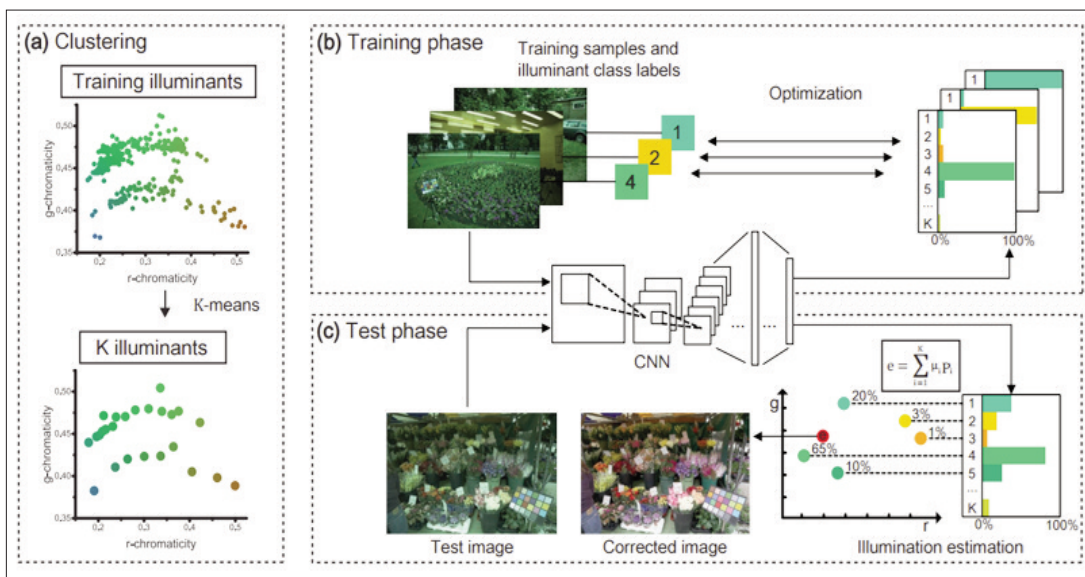 (a) Clustering
Training illuminants
g-chromaticity
0,50
0,45
0,40
0,35
0,2
0,3
0,4
0,5
r-chromaticity
K-means
K illuminants
g-chromaticity
0,50
0,45
0,40
0,35
0,2
0,3
0,4
0,5
r-chromaticity
(b) Training phase
Training samples and
illuminant class labels
1
2
4
Optimization
1
1
1
2
3
4
5
...
K
0%
100%
CNN
... ...
(c) Test phase
Test image
Corrected image
e = K ∑ i=1 μᵢpᵢ
g
20%
3%
1%
65%
10%
r
1
2
3
4
5
...
K
0%
100%
Illumination estimation